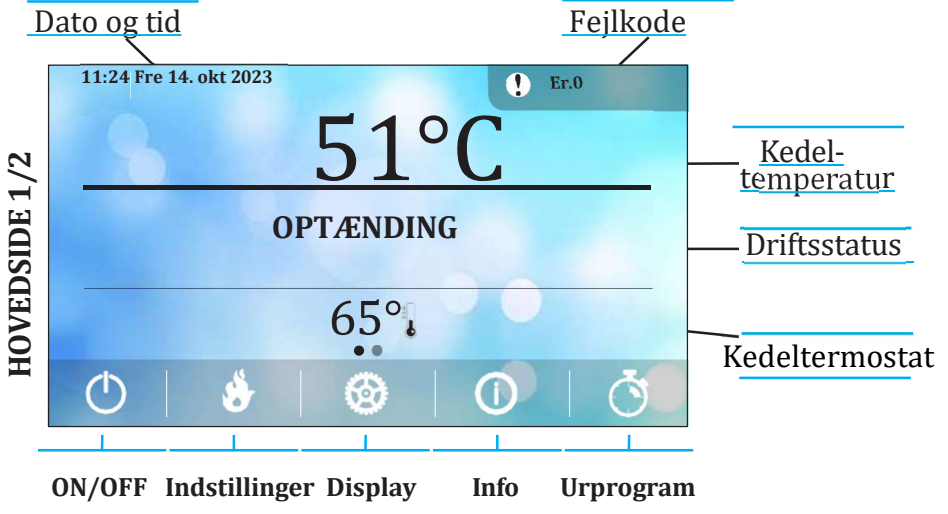 Dato og tid
Fejlkode
11:24 Fre 14. okt 2023
! Er.0
51°C
Kedel-
temperatur
OPTÆNDING
Driftsstatus
65°
Kedeltermostat
HOVEDSIDE 1/2
ON/OFF Indstillinger Display Info Urprogram